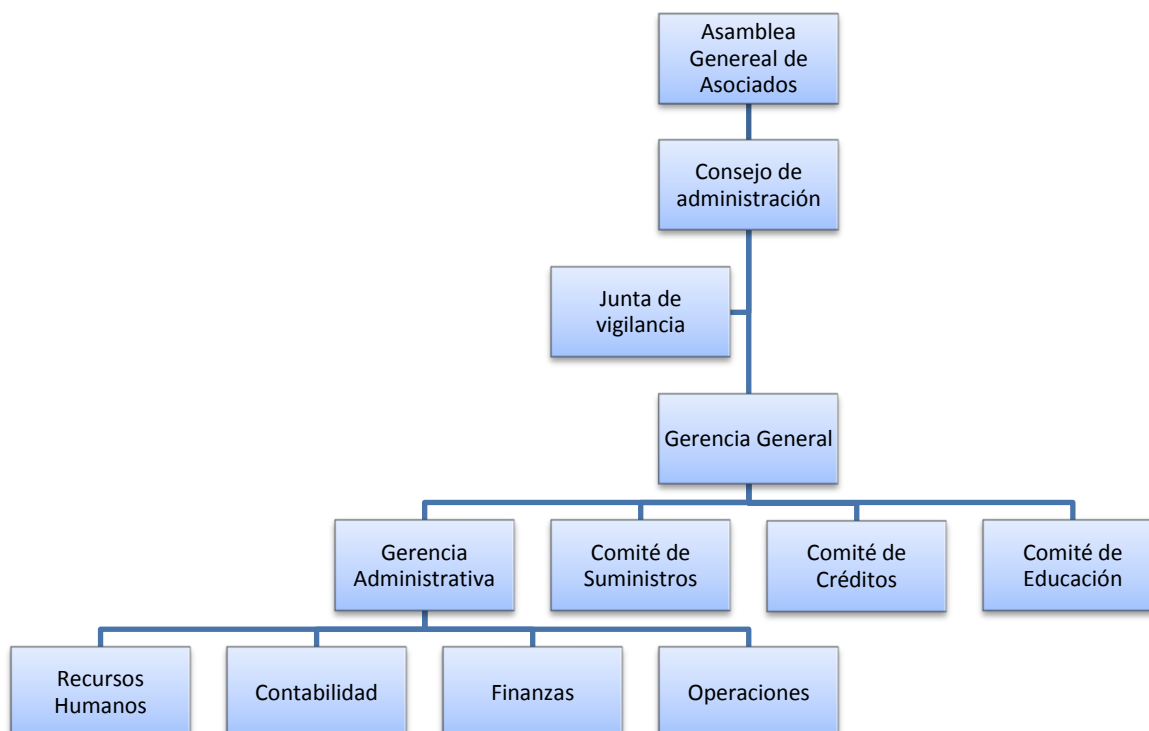 Asamblea
Genereal de
Asociados
Consejo de
administración
Junta de
vigilancia
Gerencia General
Gerencia
Administrativa
Comité de
Suministros
Comité de
Créditos
Comité de
Educación
Recursos
Humanos
Contabilidad
Finanzas
Operaciones